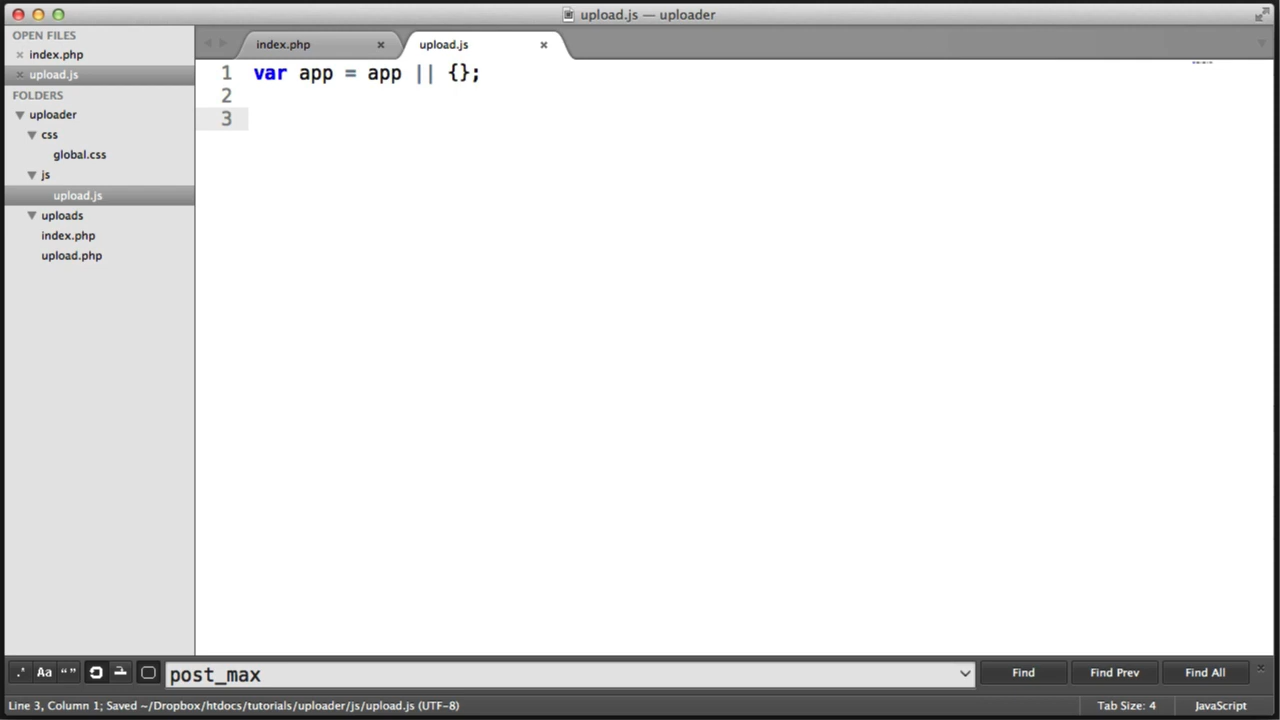 upload.js — uploader
OPEN FILES
index.php
upload.js
FOLDERS
uploader
css
global.css
js
upload.js
uploads
index.php
upload.php
index.php
upload.js
1 var app = app || {};
2
3
.* Aa “”
post_max
Find
Find Prev
Find All
Line 3, Column 1; Saved ~/Dropbox/htdocs/tutorials/uploader/js/upload.js (UTF-8)
Tab Size: 4
JavaScript